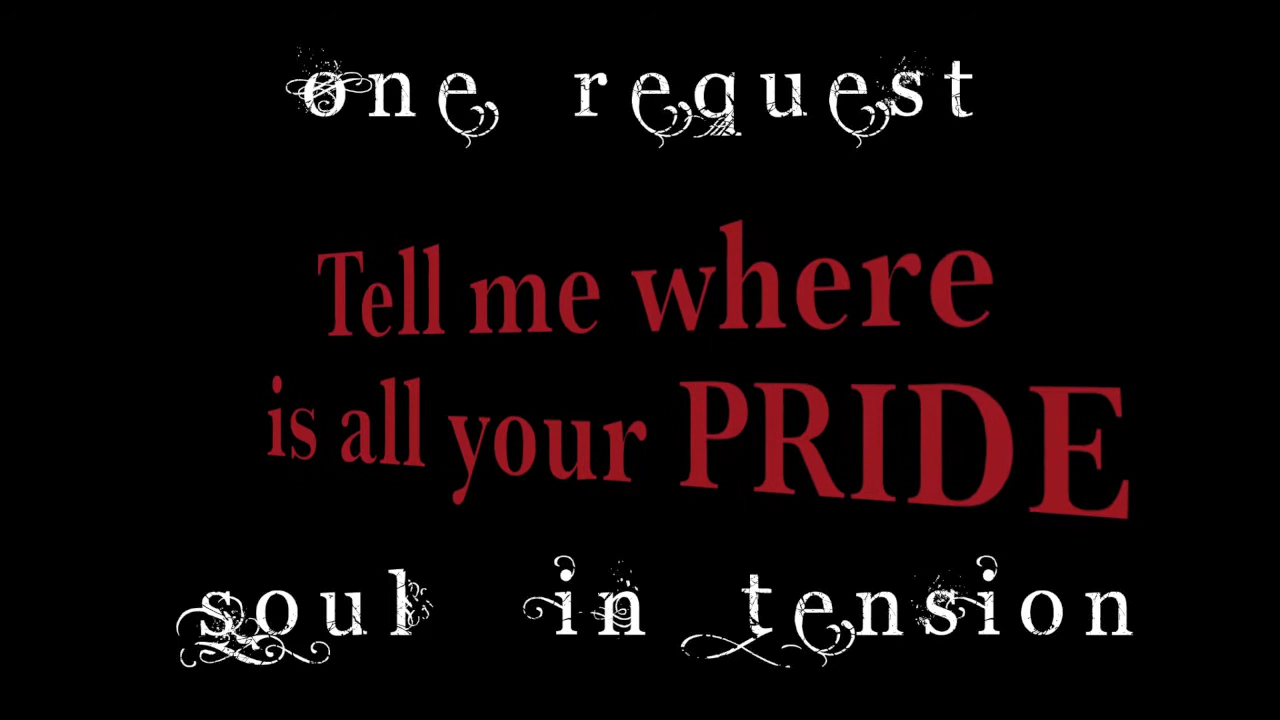 one request
Tell me where
is all your PRIDE
soul in tension